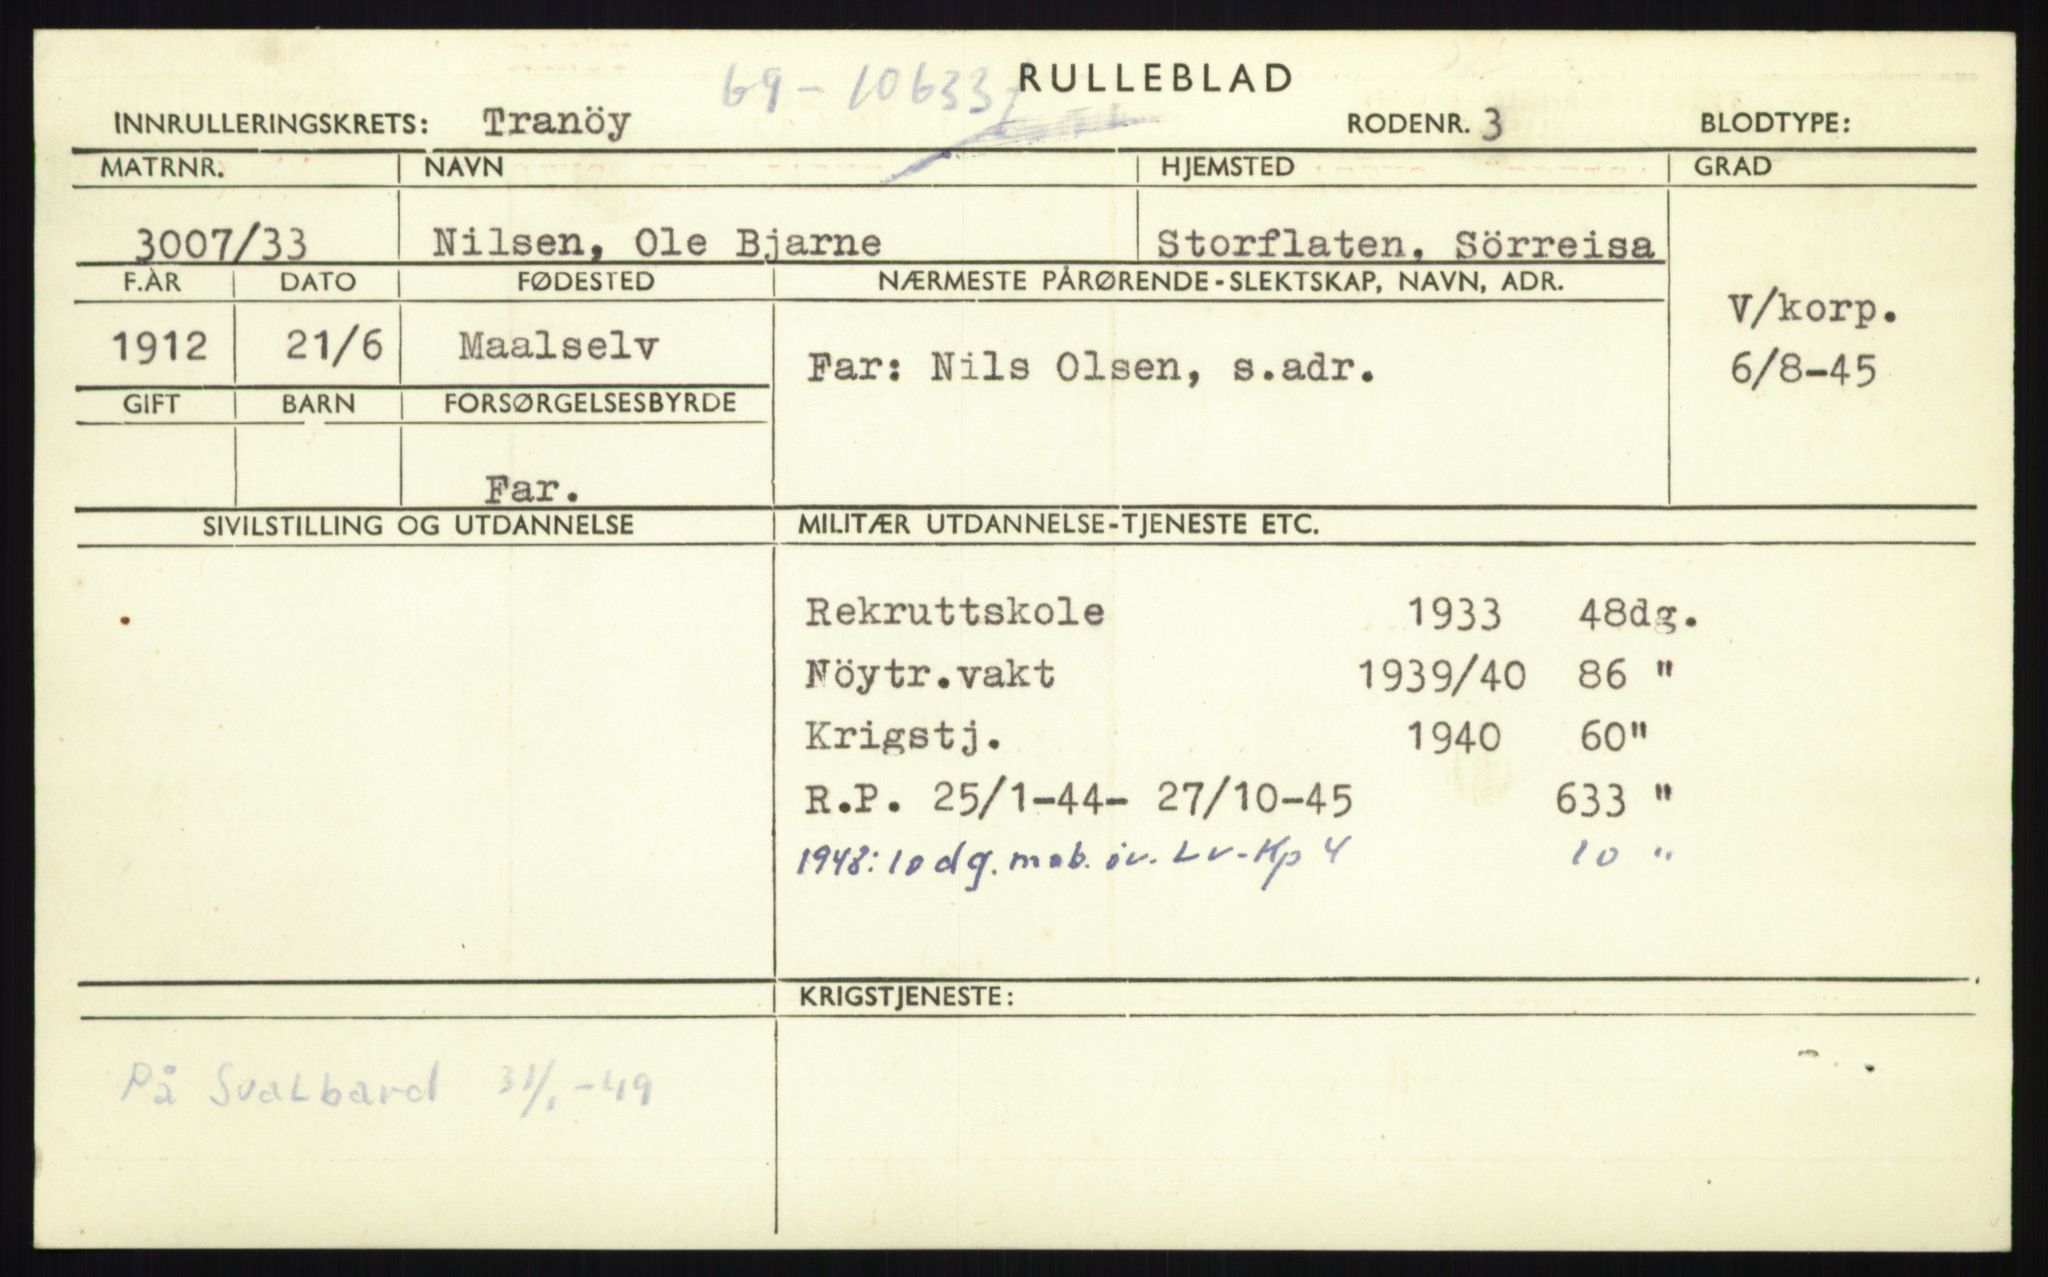 69-10633 RULLEBLAD
INNRULLERINGSKRETS: Tranöy RODENR. 3 BLODTYPE:
MATRNR. NAVN HJEMSTED GRAD
3007/33 Nilsen, Ole Bjarne Storflaten, Sörreisa
F.ÅR DATO FØDESTED NÆRMESTE PÅRØRENDE-SLEKTSKAP, NAVN, ADR.
V/korp.
1912 21/6 Maalselv Far: Nils Olsen, s.adr. 6/8-45
GIFT BARN FORSØRGELSESBYRDE
Far.
SIVILSTILLING OG UTDANNELSE MILITÆR UTDANNELSE-TJENESTE ETC.
Rekruttskole 1933 48dg.
Nöytr.vakt 1939/40 86 "
Krigstj. 1940 60"
R.P. 25/1-44- 27/10-45 633 "
1948: 10 dg. mob. øv. Lv-Kp 4 10 "
KRIGSTJENESTE:
På Svalbard 31/1-49